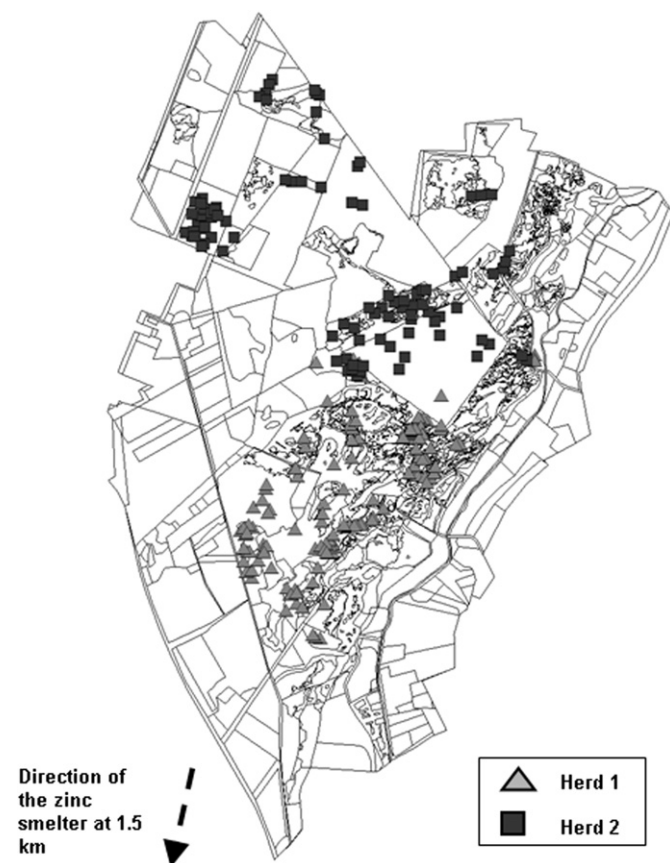 Direction of
the zinc
smelter at 1.5
km
Herd 1
Herd 2